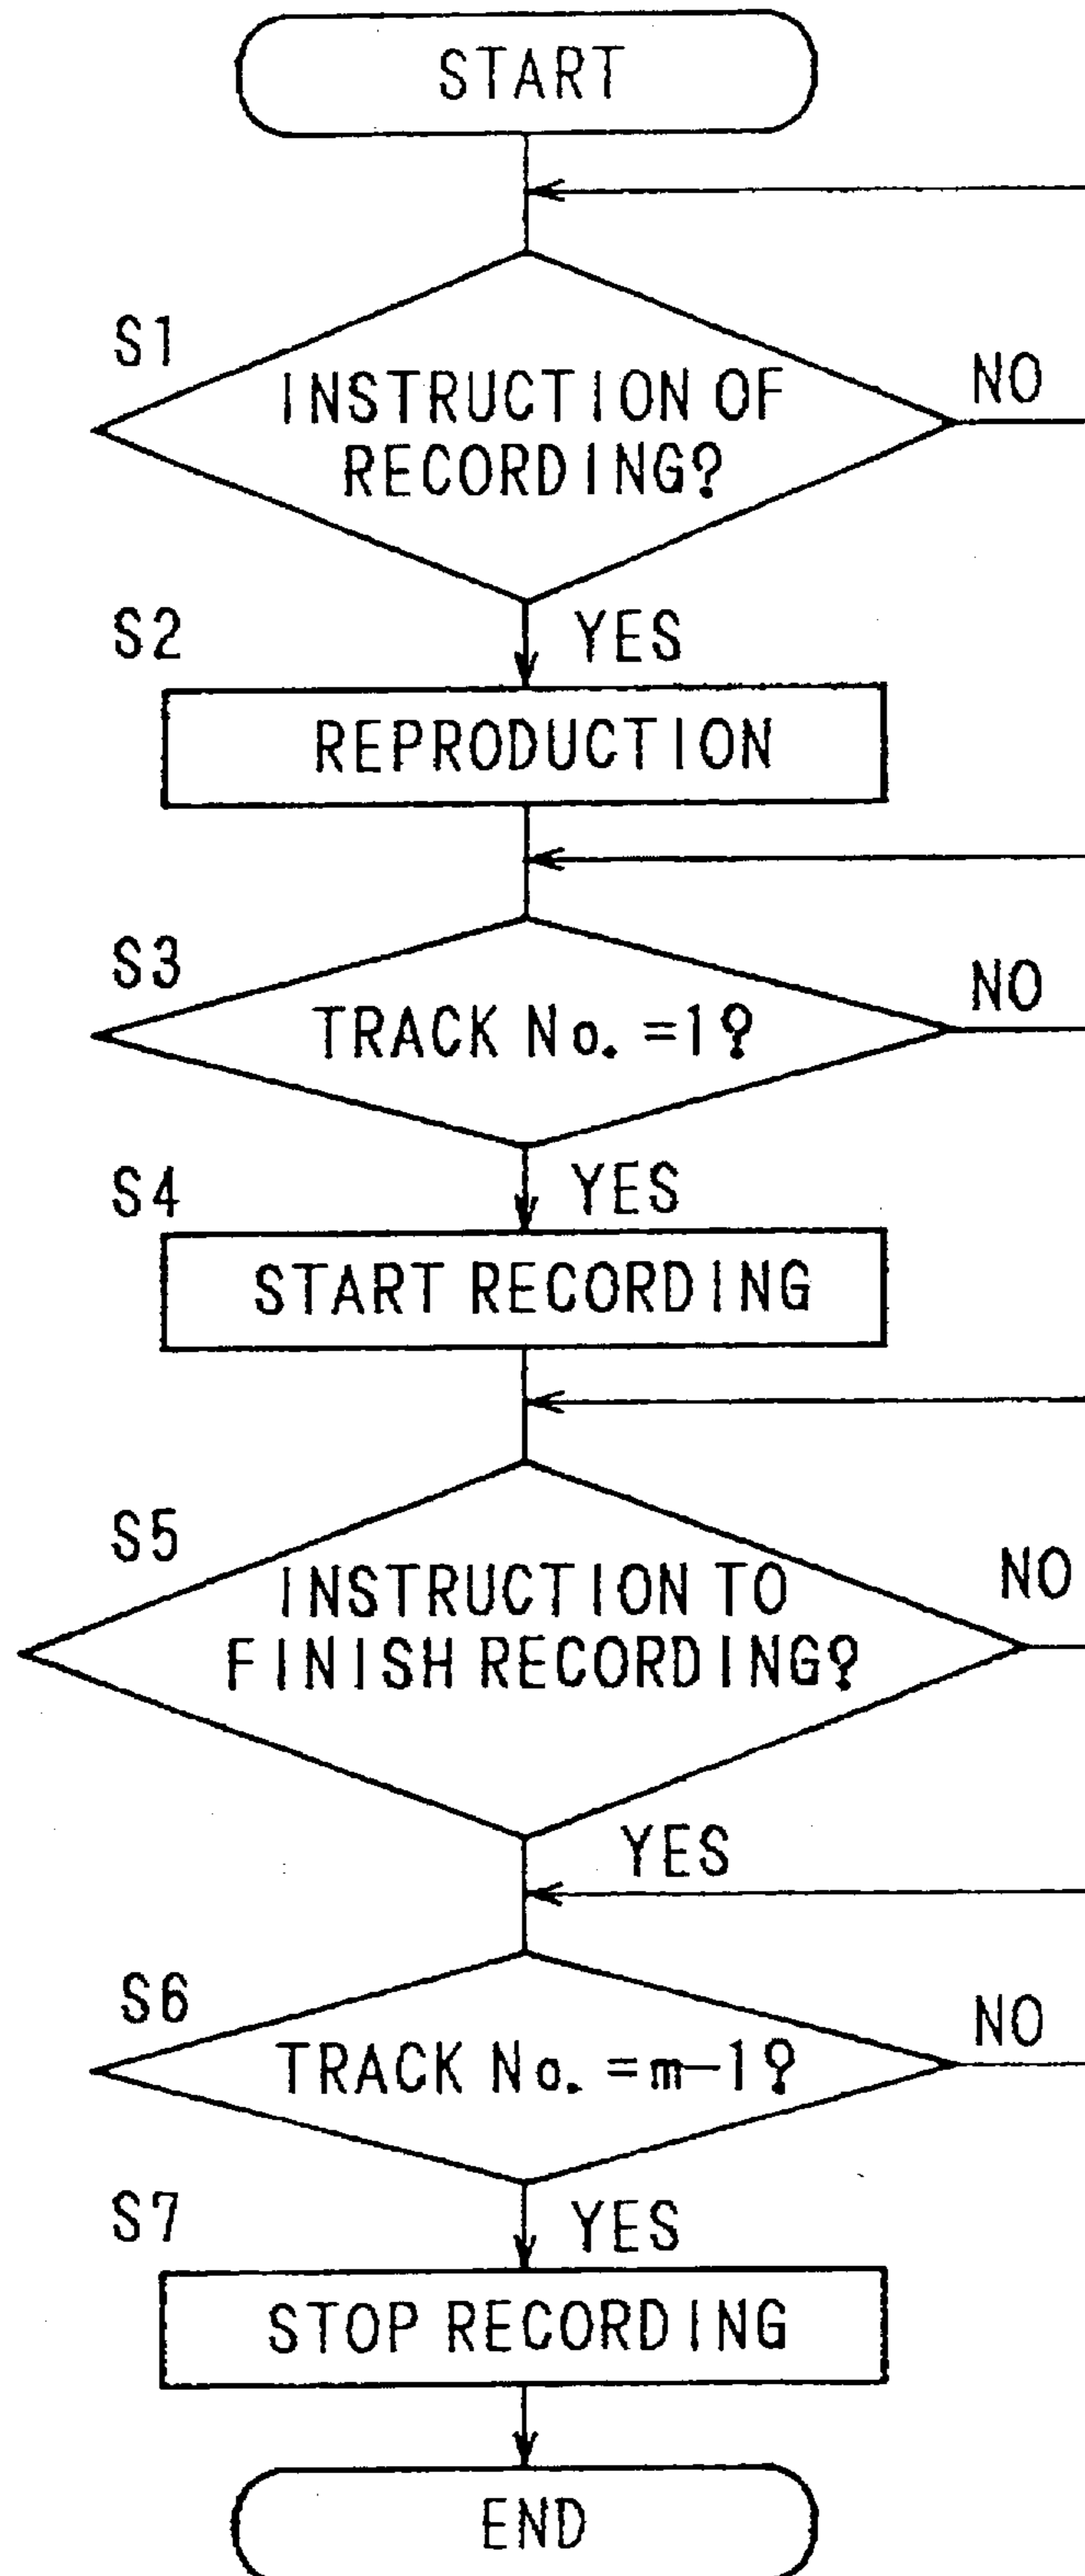 START
S1
INSTRUCTION OF
RECORDING?
NO
S2
YES
REPRODUCTION
S3
TRACK No. =1?
NO
S4
YES
START RECORDING
S5
INSTRUCTION TO
FINISH RECORDING?
NO
YES
S6
TRACK No. =m-1?
NO
S7
YES
STOP RECORDING
END